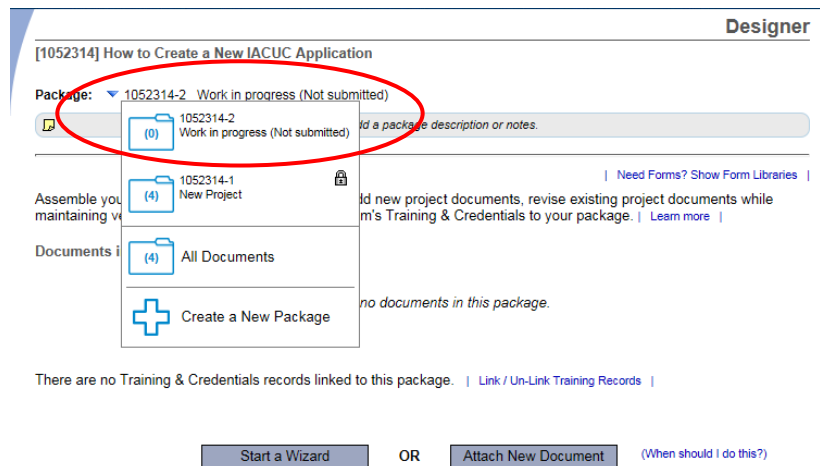 Designer
[1052314] How to Create a New IACUC Application
Package: 1052314-2 Work in progress (Not submitted)
(0) 1052314-2
Work in progress (Not submitted)
d a package description or notes.
(4) 1052314-1
New Project
| Need Forms? Show Form Libraries |
Assemble you dd new project documents, revise existing project documents while
maintaining ve m's Training & Credentials to your package. | Learn more |
Documents i
(4) All Documents
no documents in this package.
Create a New Package
There are no Training & Credentials records linked to this package. | Link / Un-Link Training Records |
Start a Wizard OR Attach New Document (When should I do this?)